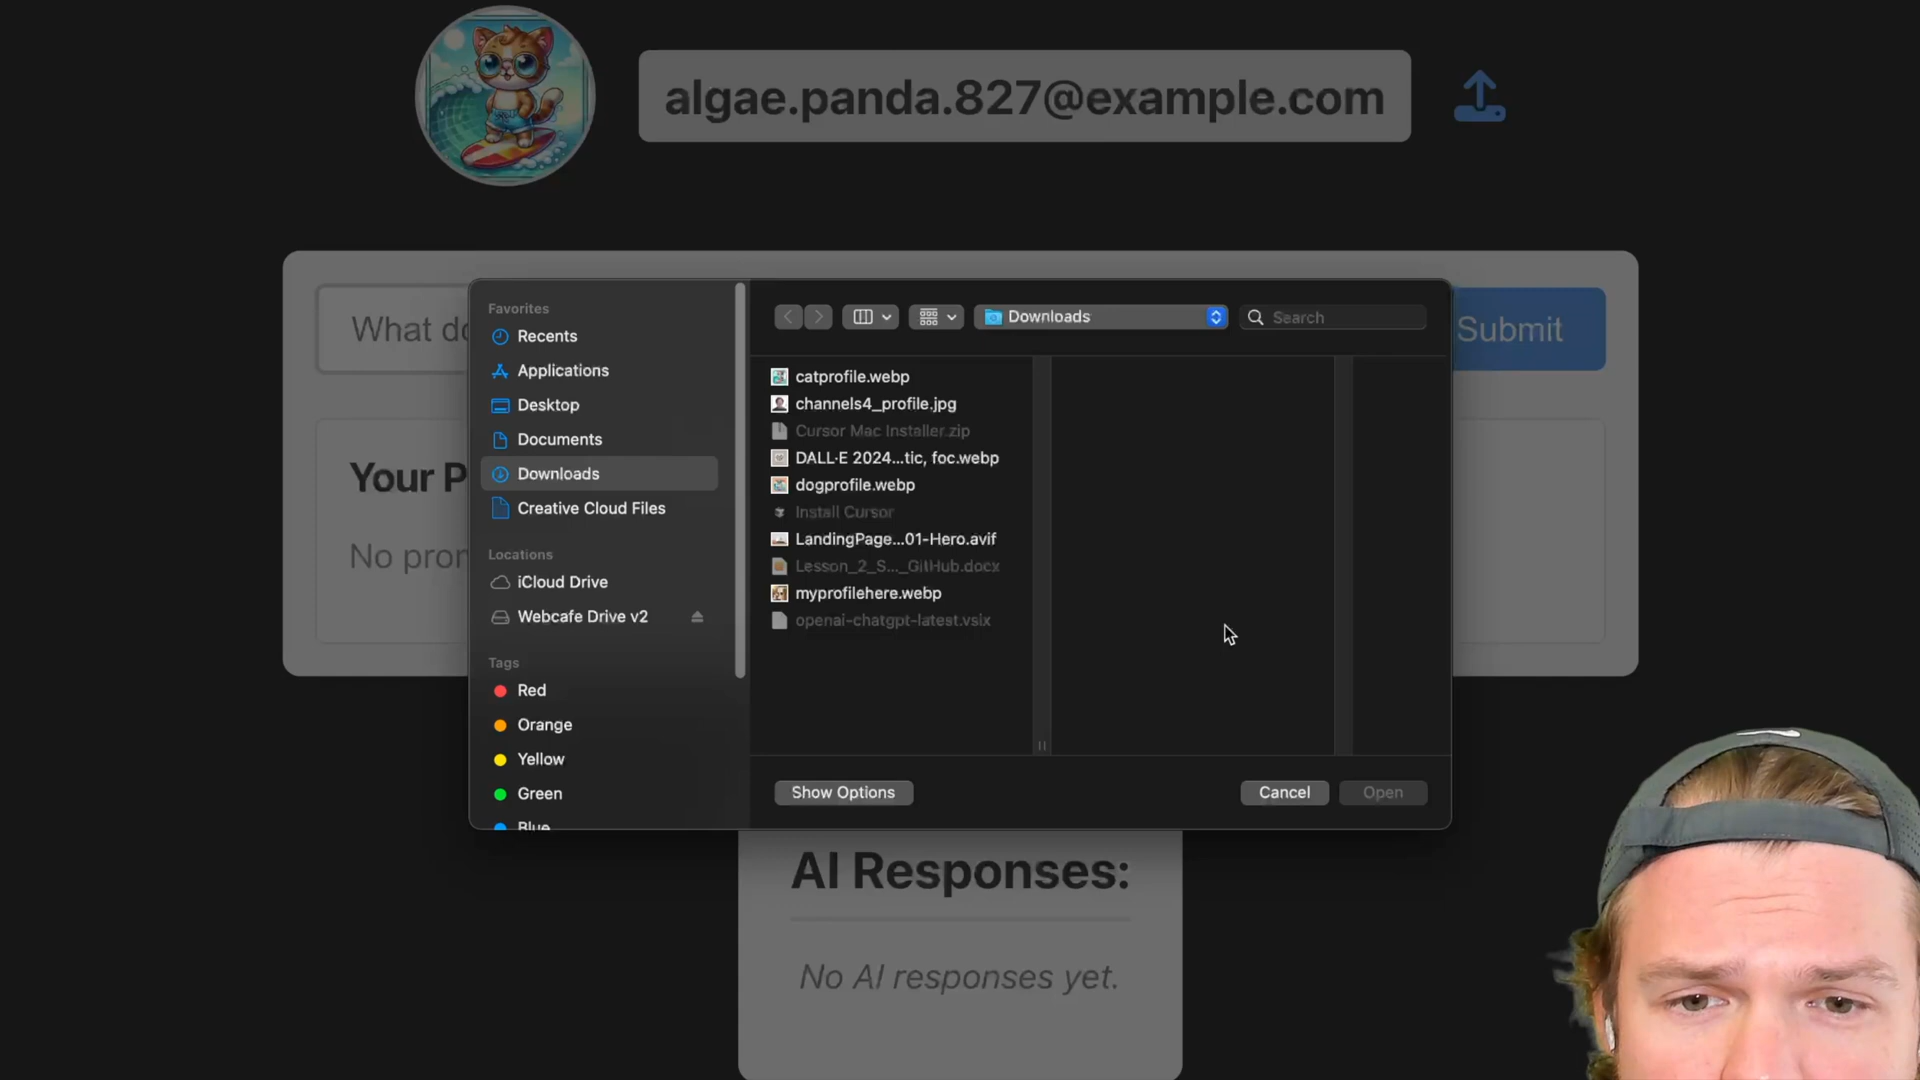 algae.panda.827@example.com
What do
Submit
Your P
No pron
Favorites
Recents
Applications
Desktop
Documents
Downloads
Creative Cloud Files
Locations
iCloud Drive
Webcafe Drive v2
Tags
Red
Orange
Yellow
Green
Blue
Downloads
Search
catprofile.webp
channels4_profile.jpg
Cursor Mac Installer.zip
DALL·E 2024...tic, foc.webp
dogprofile.webp
Install Cursor
LandingPage...01-Hero.avif
Lesson_2_S..._GitHub.docx
myprofilehere.webp
openai-chatgpt-latest.vsix
Show Options
Cancel
Open
AI Responses:
No AI responses yet.